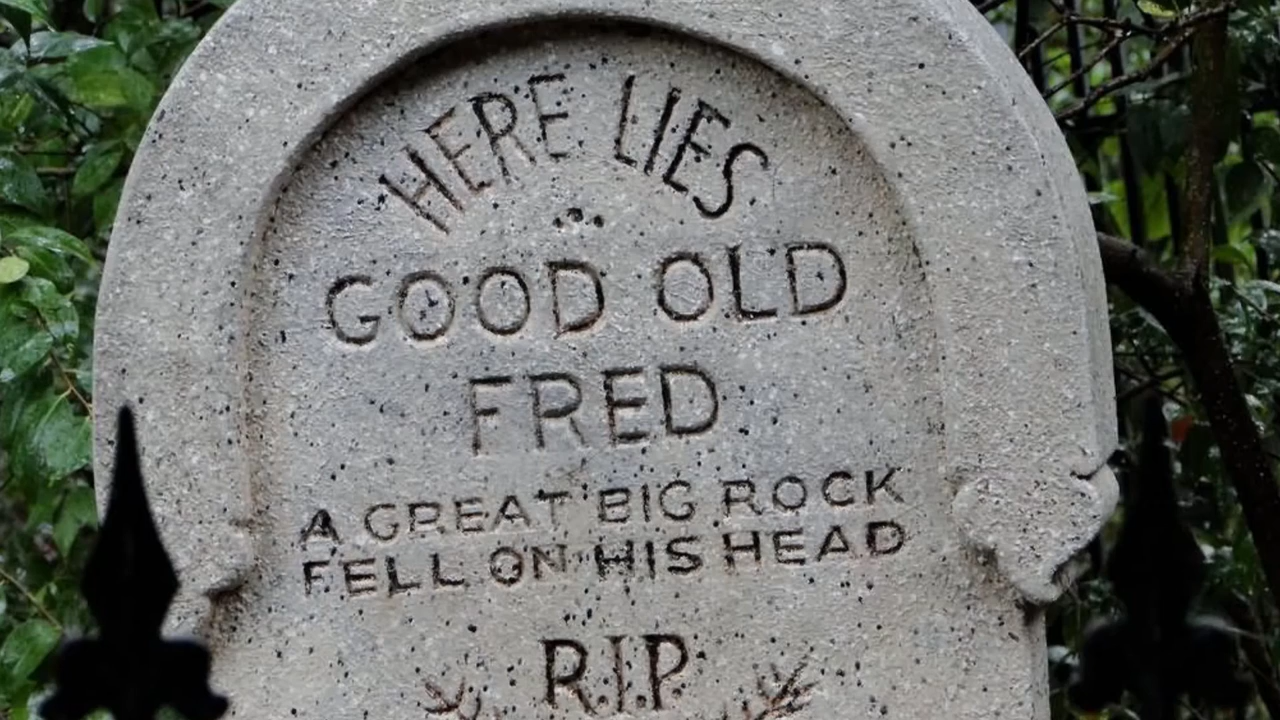 HERE LIES
GOOD OLD
FRED
A GREAT BIG ROCK
FELL ON HIS HEAD
R.I.P.